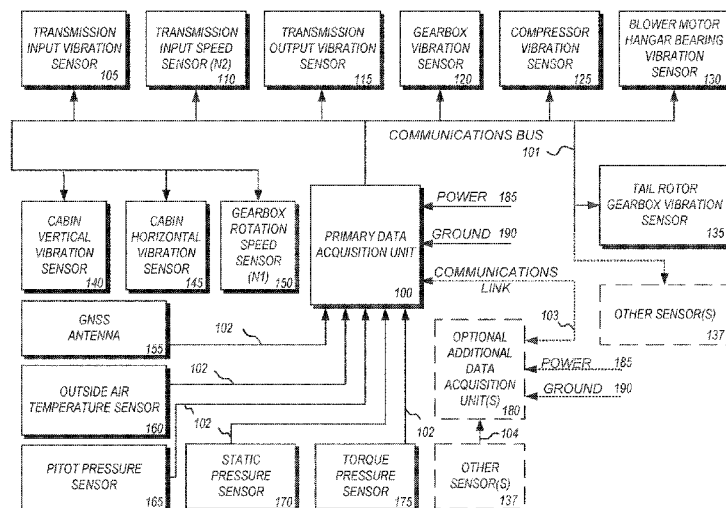 TRANSMISSION
INPUT VIBRATION
SENSOR
105
TRANSMISSION
INPUT SPEED
SENSOR (N2)
110
TRANSMISSION
OUTPUT VIBRATION
SENSOR
115
GEARBOX
VIBRATION
SENSOR
120
COMPRESSOR
VIBRATION
SENSOR
125
BLOWER MOTOR
HANGAR BEARING
VIBRATION
SENSOR
130
COMMUNICATIONS BUS
101
CABIN
VERTICAL
VIBRATION
SENSOR
140
CABIN
HORIZONTAL
VIBRATION
SENSOR
145
GEARBOX
ROTATION
SPEED
SENSOR
(N1)
150
PRIMARY DATA
ACQUISITION UNIT
100
POWER
185
GROUND
190
COMMUNICATIONS
LINK
103
TAIL ROTOR
GEARBOX VIBRATION
SENSOR
135
OTHER SENSOR(S)
137
GNSS
ANTENNA
155
102
OUTSIDE AIR
TEMPERATURE SENSOR
160
102
102
PITOT PRESSURE
SENSOR
165
102
STATIC
PRESSURE
SENSOR
170
TORQUE
PRESSURE
SENSOR
175
102
OPTIONAL
ADDITIONAL
DATA
ACQUISITION
UNIT(S)
180
POWER
185
GROUND
190
104
OTHER
SENSOR(S)
137